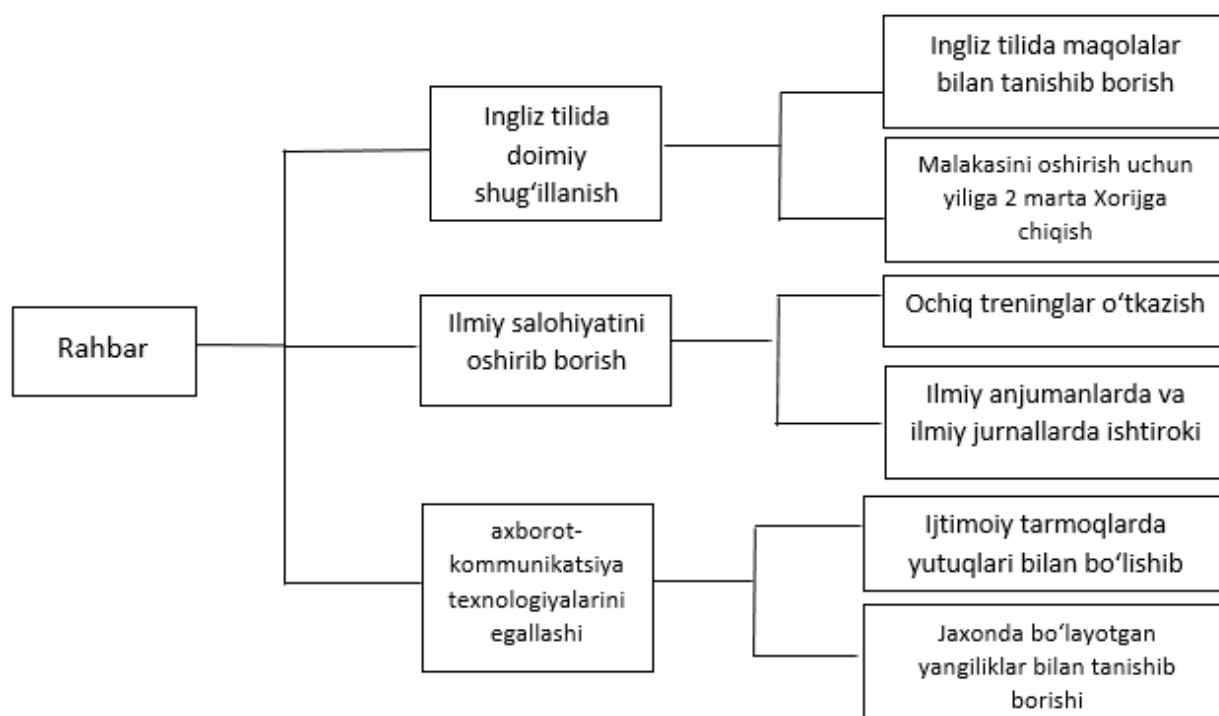 Rahbar
Ingliz tilida
doimiy
shug‘illanish
Ingliz tilida maqolalar
bilan tanishib borish
Malakasini oshirish uchun
yiliga 2 marta Xorijga
chiqish
Ilmiy salohiyatini
oshirib borish
Ochiq treninglar o‘tkazish
Ilmiy anjumanlarda va
ilmiy jurnallarda ishtiroki
axborot-
kommunikatsiya
texnologiyalarini
egallashi
Ijtimoiy tarmoqlarda
yutuqlari bilan bo‘lishib
Jaxonda bo‘layotgan
yangiliklar bilan tanishib
borishi